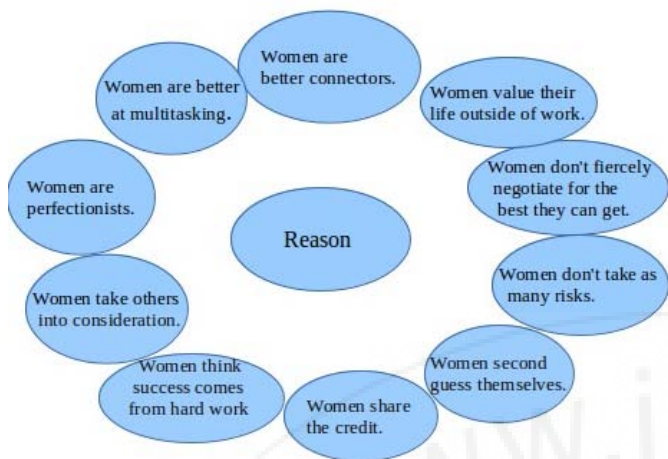 Women are
better connectors.
Women value their
life outside of work.
Women don't fiercely
negotiate for the
best they can get.
Women don't take as
many risks.
Women second
guess themselves.
Women share
the credit.
Women think
success comes
from hard work
Women take others
into consideration.
Women are
perfectionists.
Women are better
at multitasking.
Reason